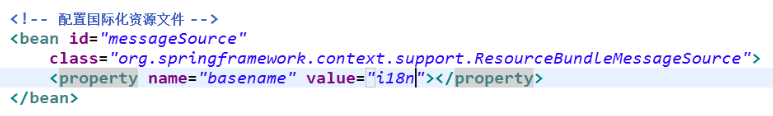 <!-- 配置国际化资源文件 -->
<bean id="messageSource"
class="org.springframework.context.support.ResourceBundleMessageSource">
<property name="basename" value="i18n"></property>
</bean>